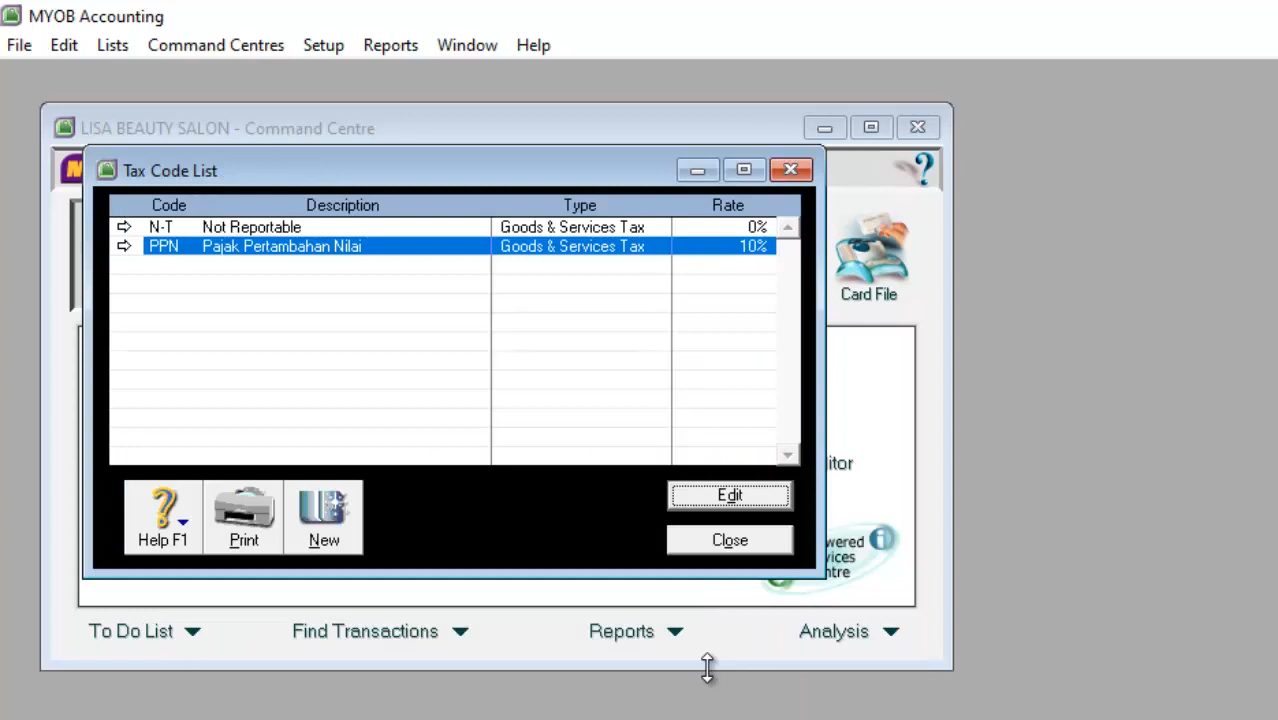 MYOB Accounting
File Edit Lists Command Centres Setup Reports Window Help
LISA BEAUTY SALON - Command Centre
Tax Code List
Code Description Type Rate
N-T Not Reportable Goods & Services Tax 0%
PPN Pajak Pertambahan Nilai Goods & Services Tax 10%
Card File
itor
Edit
Help F1 Print New
Close
wered
vices
ntre
To Do List Find Transactions Reports Analysis